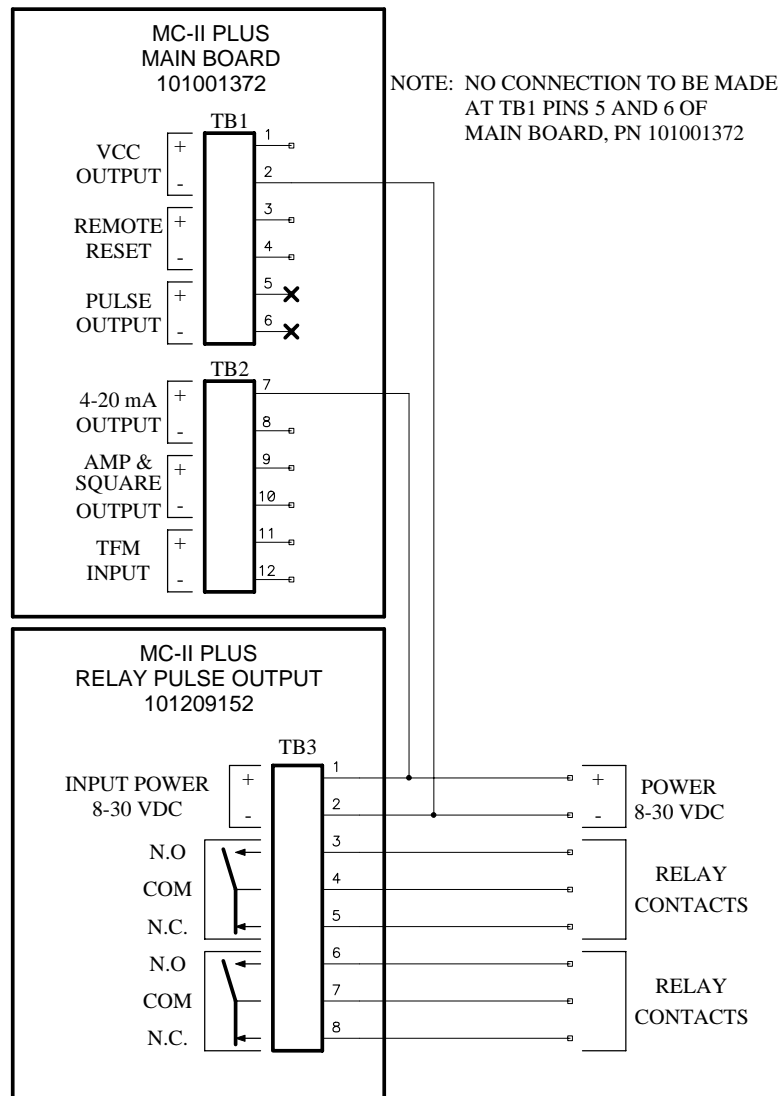 MC-II PLUS
MAIN BOARD
101001372
NOTE: NO CONNECTION TO BE MADE
AT TB1 PINS 5 AND 6 OF
MAIN BOARD, PN 101001372
TB1
VCC
OUTPUT
+
-
1
2
REMOTE
RESET
+
-
3
4
PULSE
OUTPUT
+
-
5
6
TB2
4-20 mA
OUTPUT
+
-
7
8
AMP &
SQUARE
OUTPUT
+
-
9
10
TFM
INPUT
+
-
11
12
MC-II PLUS
RELAY PULSE OUTPUT
101209152
TB3
INPUT POWER
8-30 VDC
+
-
1
2
+
-
POWER
8-30 VDC
N.O
COM
N.C.
3
4
5
RELAY
CONTACTS
N.O
COM
N.C.
6
7
8
RELAY
CONTACTS